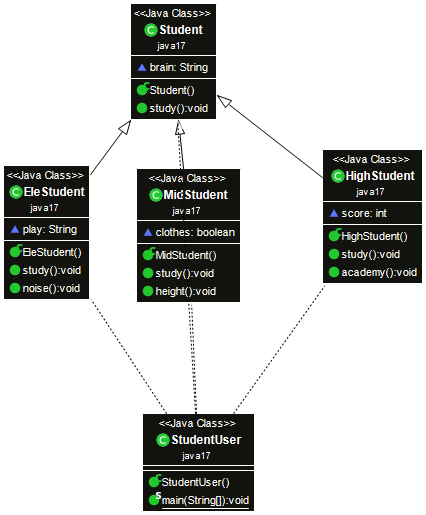 <<Java Class>>
Student
java17
brain: String
Student()
study():void
<<Java Class>>
EleStudent
java17
play: String
EleStudent()
study():void
noise():void
<<Java Class>>
MidStudent
java17
clothes: boolean
MidStudent()
study():void
height():void
<<Java Class>>
HighStudent
java17
score: int
HighStudent()
study():void
academy():void
<<Java Class>>
StudentUser
java17
StudentUser()
main(String[]):void